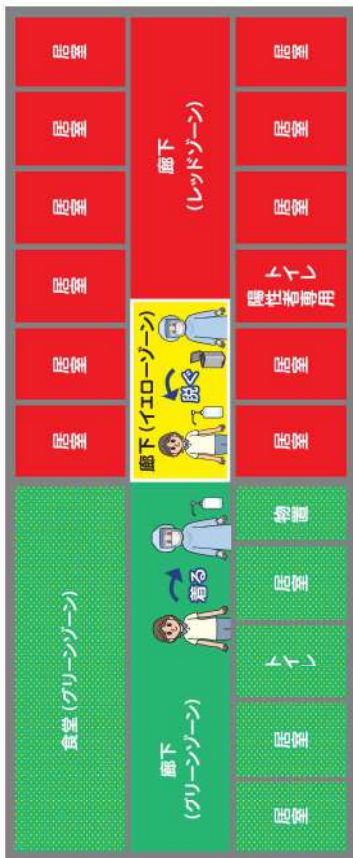 食堂（グリーンゾーン）
居室
居室
居室
居室
居室
居室
廊下
（グリーンゾーン）
着る
廊下（イエローゾーン）
脱ぐ
廊下
（レッドゾーン）
居室
居室
トイレ
居室
物置
居室
居室
トイレ
陽性者専用
居室
居室
居室